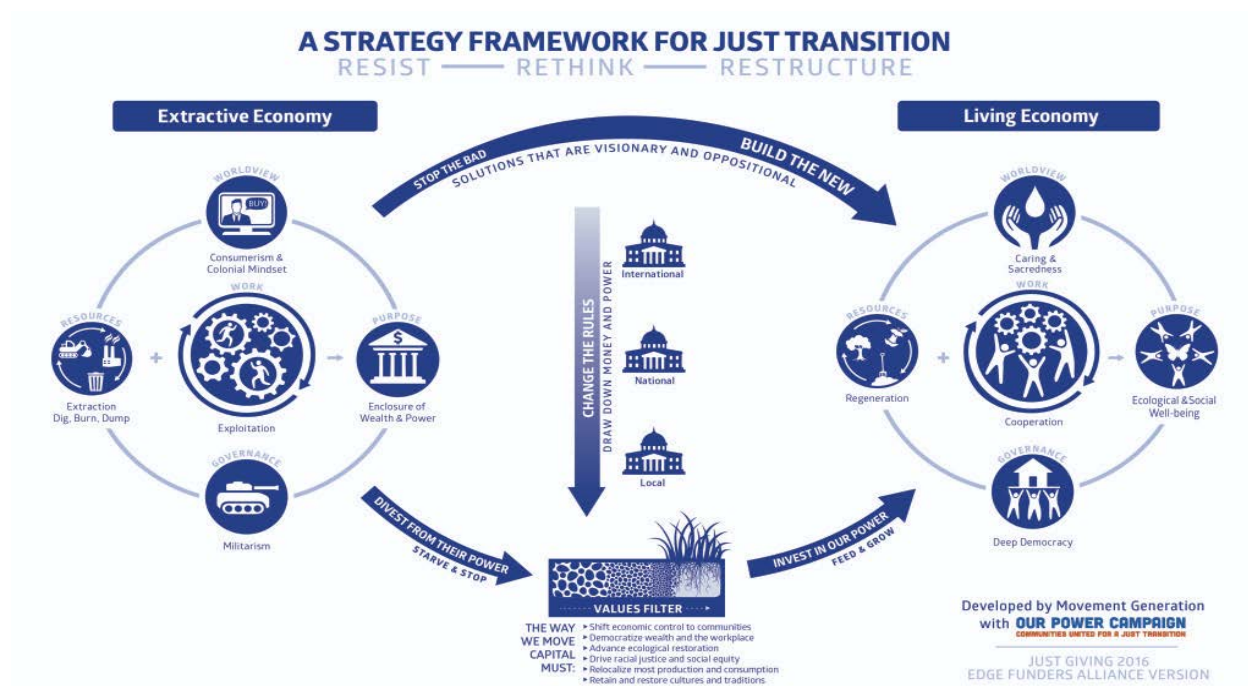 A STRATEGY FRAMEWORK FOR JUST TRANSITION
RESIST RETHINK RESTRUCTURE
Extractive Economy
WORLDVIEW
BUY!
Consumerism &
Colonial Mindset
RESOURCES
Extraction
Dig, Burn, Dump
+
WORK
Exploitation
PURPOSE
$
Enclosure of
Wealth & Power
GOVERNANCE
Militarism
STOP THE BAD
BUILD THE NEW
SOLUTIONS THAT ARE VISIONARY AND OPPOSITIONAL
CHANGE THE RULES
DRAW DOWN MONEY AND POWER
International
National
Local
DIVEST FROM THEIR POWER
STARVE & STOP
VALUES FILTER
INVEST IN OUR POWER
FEED & GROW
THE WAY
WE MOVE
CAPITAL
MUST:
▸ Shift economic control to communities
▸ Democratize wealth and the workplace
▸ Advance ecological restoration
▸ Drive racial justice and social equity
▸ Relocalize most production and consumption
▸ Retain and restore cultures and traditions
Living Economy
WORLDVIEW
Caring &
Sacredness
RESOURCES
Regeneration
+
WORK
Cooperation
PURPOSE
Ecological & Social
Well-being
GOVERNANCE
Deep Democracy
Developed by Movement Generation
with OUR POWER CAMPAIGN
COMMUNITIES UNITED FOR A JUST TRANSITION
JUST GIVING 2016
EDGE FUNDERS ALLIANCE VERSION